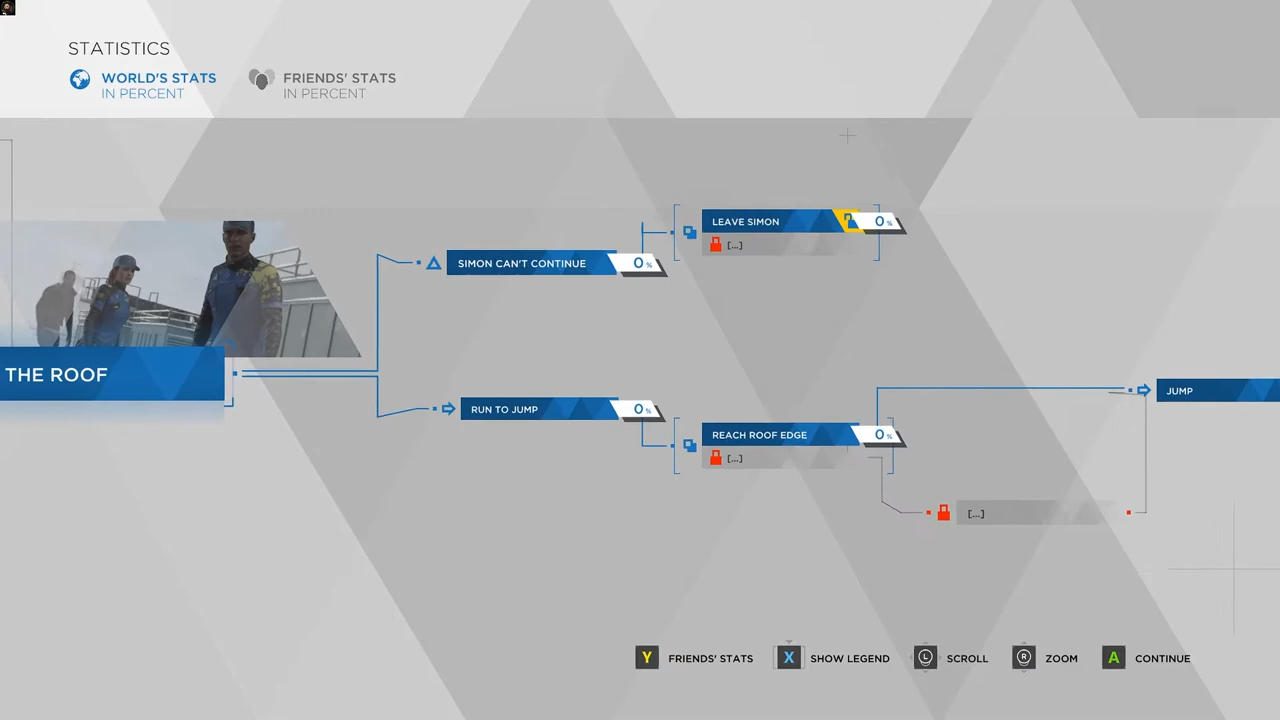 STATISTICS
WORLD'S STATS
IN PERCENT
FRIENDS' STATS
IN PERCENT
LEAVE SIMON
0 %
[...]
SIMON CAN'T CONTINUE
0 %
THE ROOF
JUMP
RUN TO JUMP
0 %
REACH ROOF EDGE
0 %
[...]
[...]
Y FRIENDS' STATS
X SHOW LEGEND
L SCROLL
R ZOOM
A CONTINUE